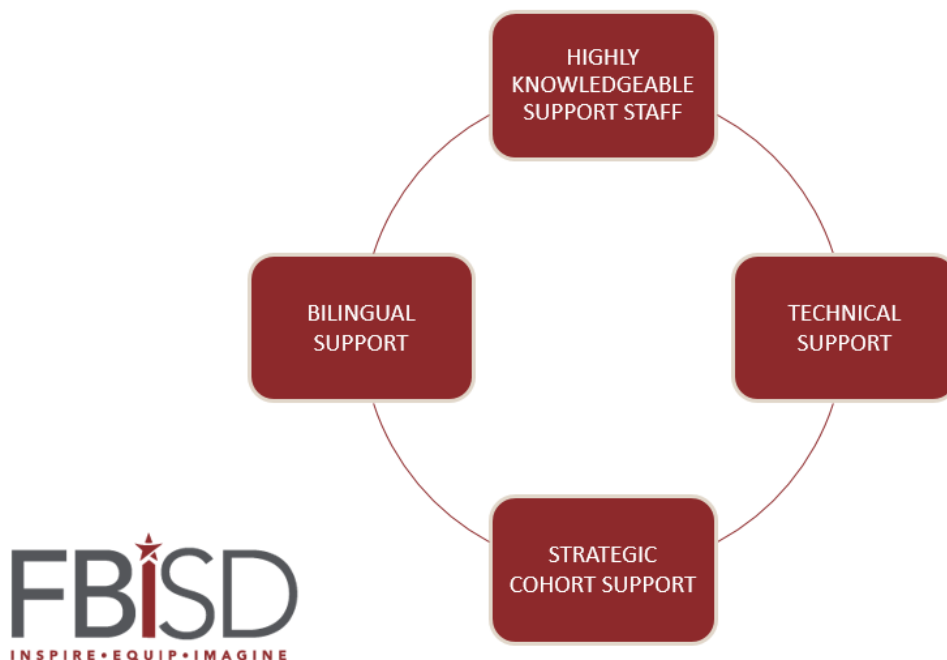 HIGHLY
KNOWLEDGEABLE
SUPPORT STAFF
BILINGUAL
SUPPORT
TECHNICAL
SUPPORT
STRATEGIC
COHORT SUPPORT
FBiSD
INSPIRE•EQUIP•IMAGINE